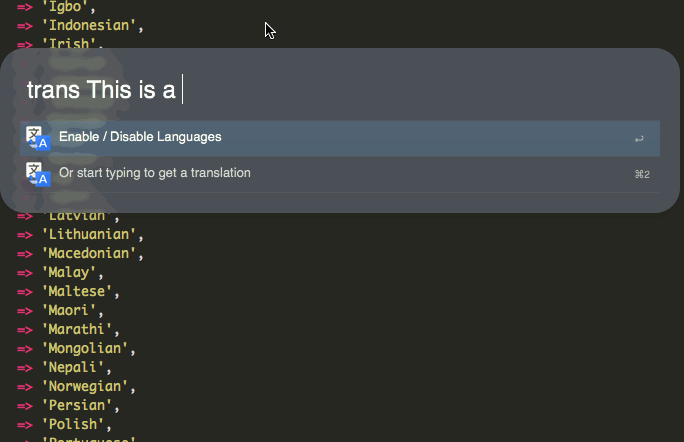 => 'Igbo',
=> 'Indonesian',
=> 'Irish',
trans This is a
Enable / Disable Languages ↵
Or start typing to get a translation ⌘2
=> 'Latvian',
=> 'Lithuanian',
=> 'Macedonian',
=> 'Malay',
=> 'Maltese',
=> 'Maori',
=> 'Marathi',
=> 'Mongolian',
=> 'Nepali',
=> 'Norwegian',
=> 'Persian',
=> 'Polish',
=> 'Portuguese'